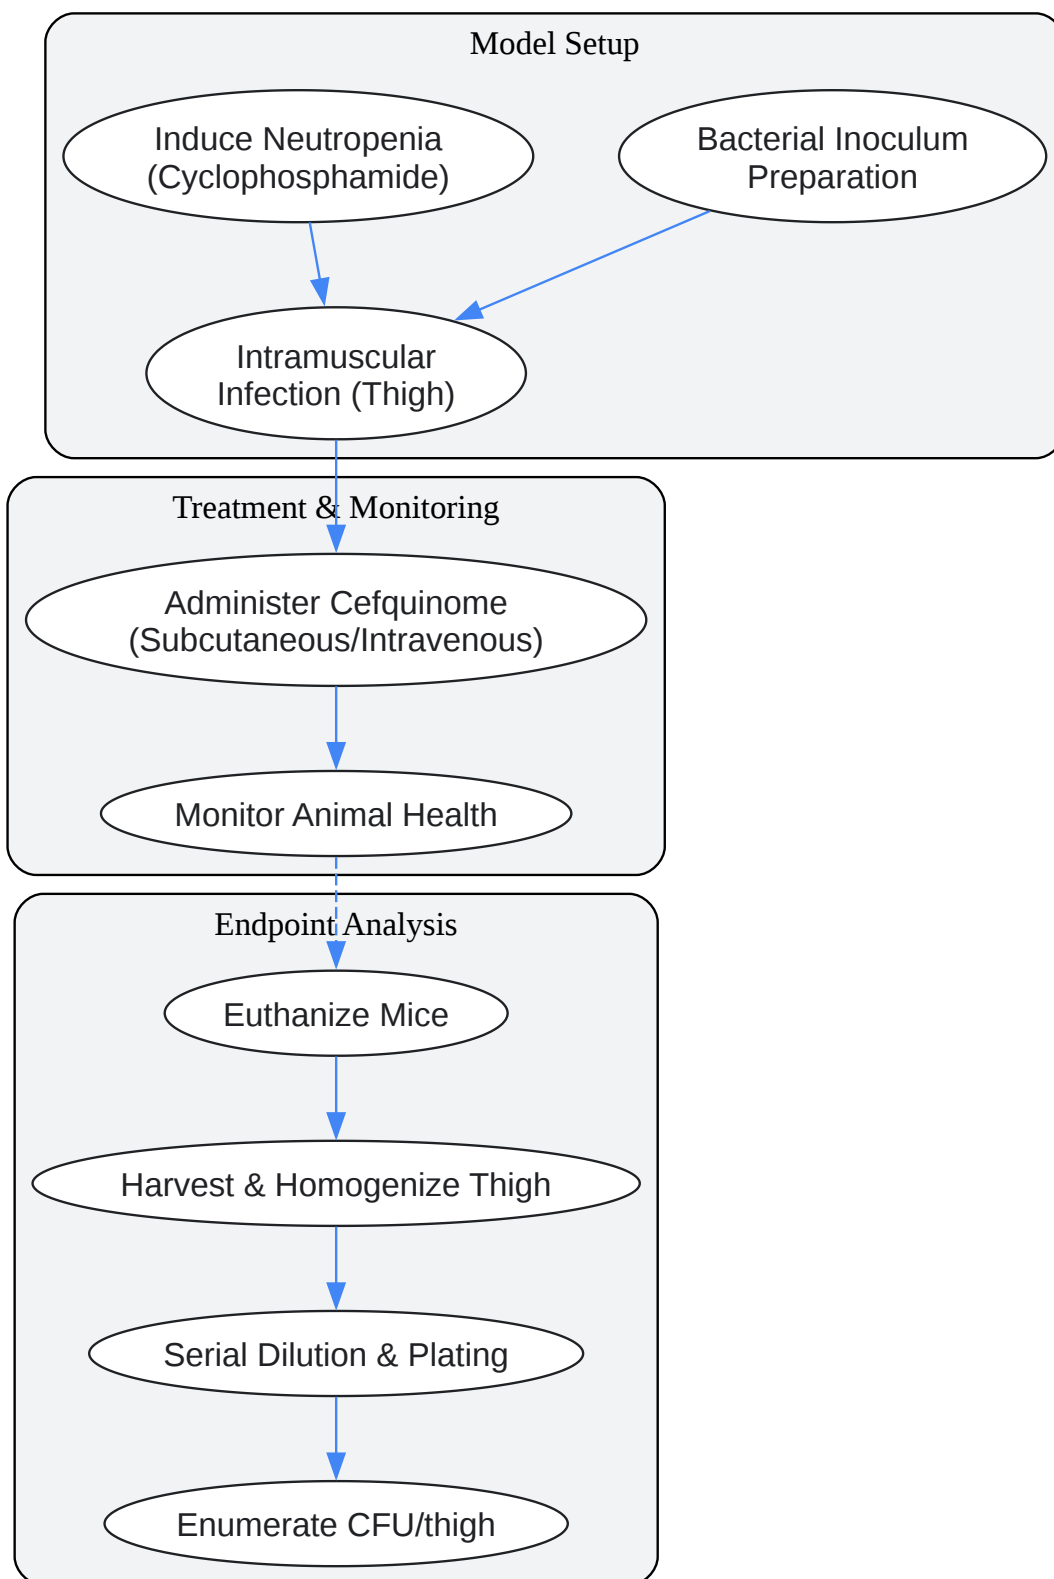 Model Setup
Induce Neutropenia
(Cyclophosphamide)
Bacterial Inoculum
Preparation
Intramuscular
Infection (Thigh)
Treatment & Monitoring
Administer Cefquinome
(Subcutaneous/Intravenous)
Monitor Animal Health
Endpoint Analysis
Euthanize Mice
Harvest & Homogenize Thigh
Serial Dilution & Plating
Enumerate CFU/thigh